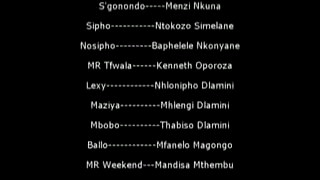 S'gonondo-----Menzi Nkuna
Sipho-----------Ntokozo Simelane
Nosipho----------Baphelele Nkonyane
MR Tfwala------Kenneth Oporoza
Lexy------------Nhlonipho Dlamini
Maziya----------Mhlengi Dlamini
Mbobo----------Thabiso Dlamini
Ballo------------Mfanelo Magongo
MR Weekend---Mandisa Mthembu